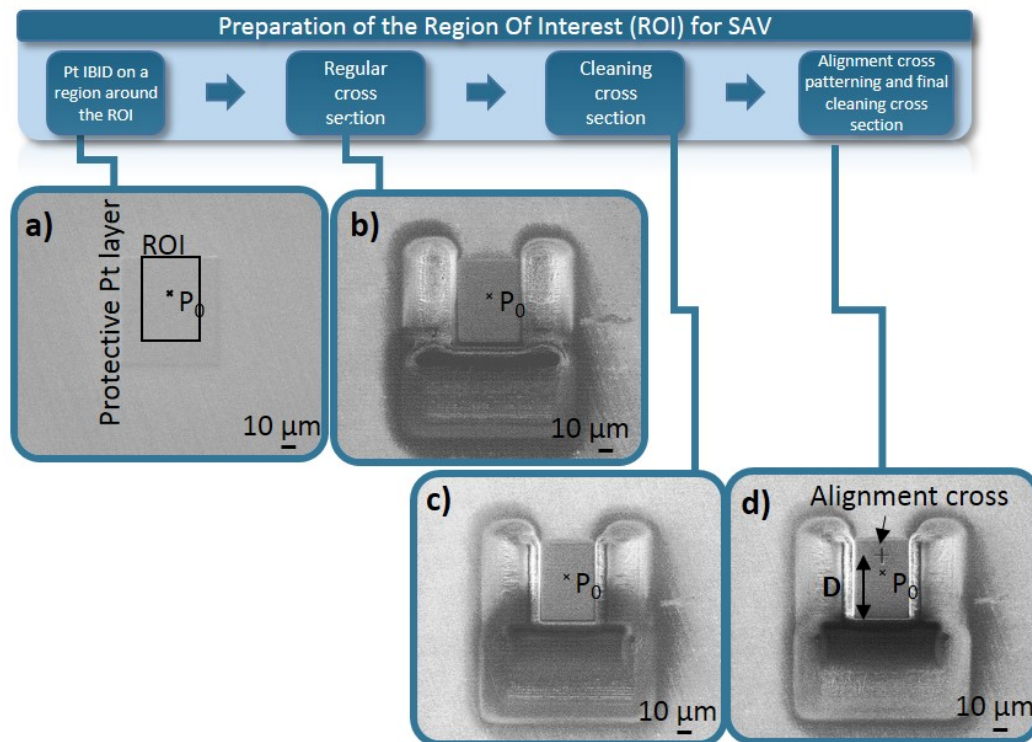 Preparation of the Region Of Interest (ROI) for SAV
Pt IBID on a
region around
the ROI
Regular
cross
section
Cleaning
cross
section
Alignment cross
patterning and final
cleaning cross
section
a)
Protective Pt layer
ROI
P0
10 µm
b)
P0
10 µm
c)
P0
10 µm
d)
Alignment cross
D
P0
10 µm